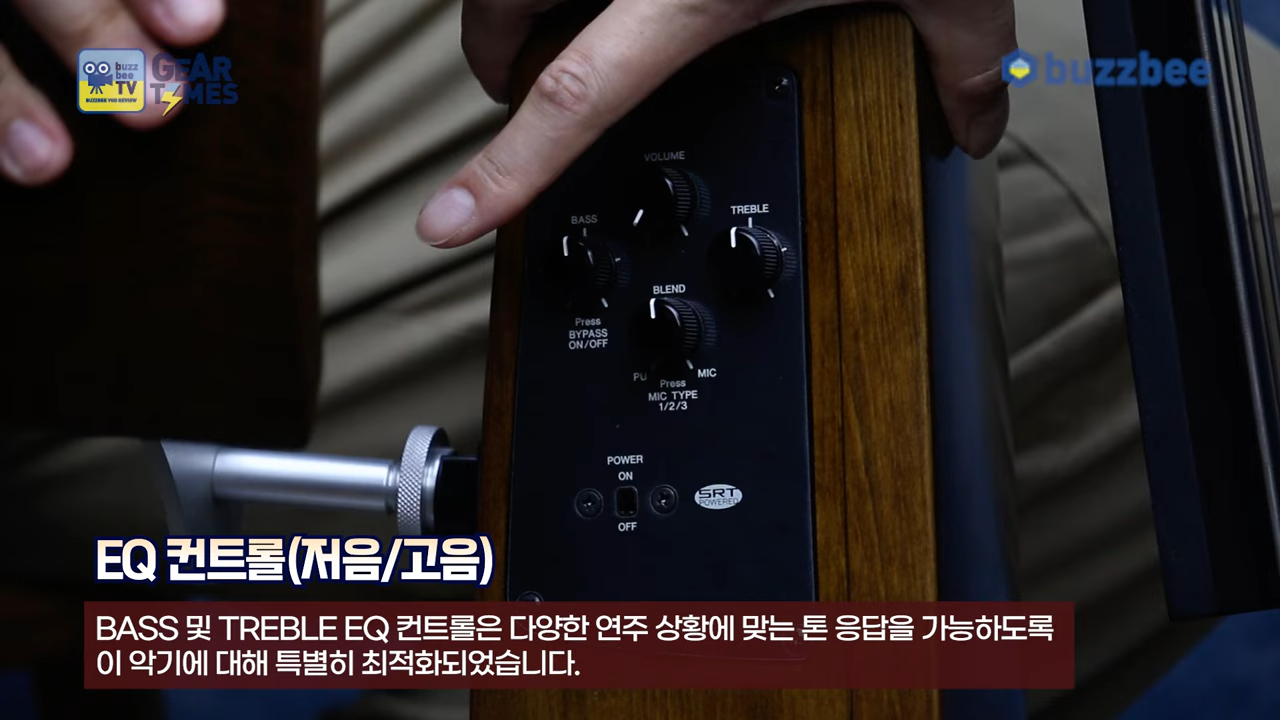 buzz
bee
TV
BUZZBEE VOD REVIEW
GEAR
TIMES
buzzbee
VOLUME
BASS
TREBLE
BLEND
Press
BYPASS
ON/OFF
PU
MIC
Press
MIC TYPE
1/2/3
POWER
ON
OFF
SRT
POWERED
EQ 컨트롤(저음/고음)
BASS 및 TREBLE EQ 컨트롤은 다양한 연주 상황에 맞는 톤 응답을 가능하도록
이 악기에 대해 특별히 최적화되었습니다.